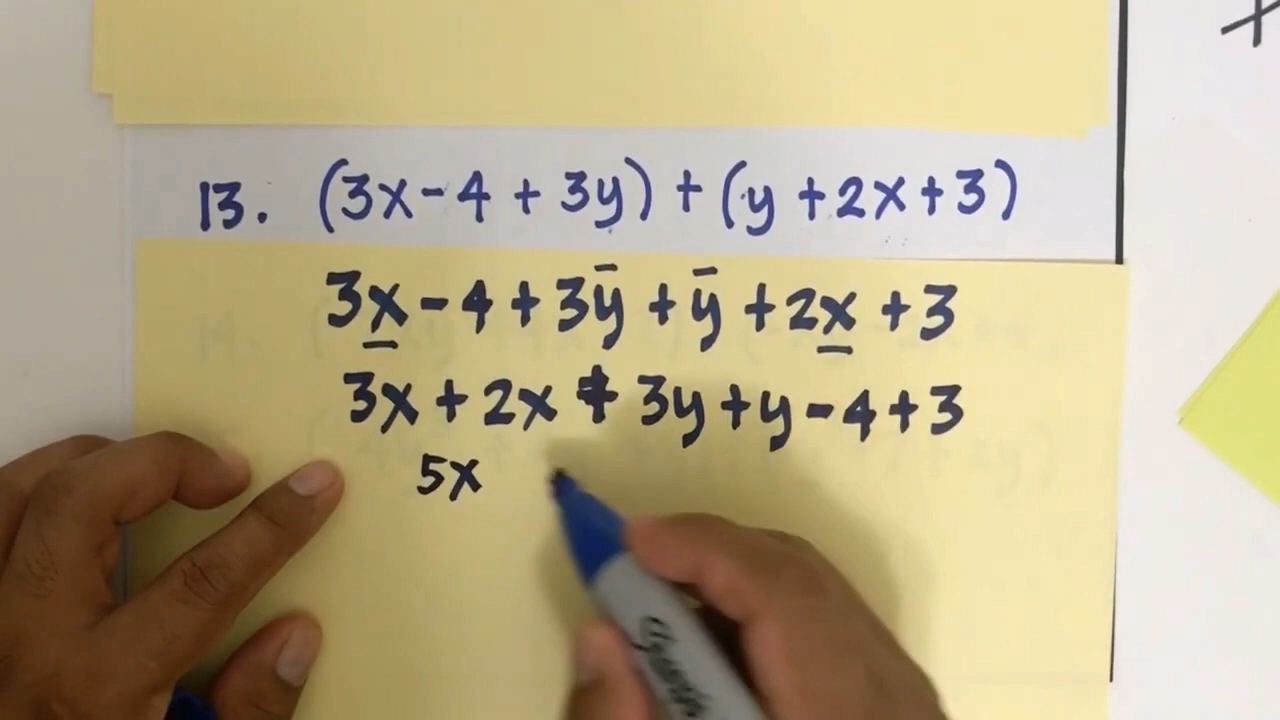 13. (3x - 4 + 3y) + (y + 2x + 3)
3x - 4 + 3y + y + 2x + 3
3x + 2x + 3y + y - 4 + 3
5x